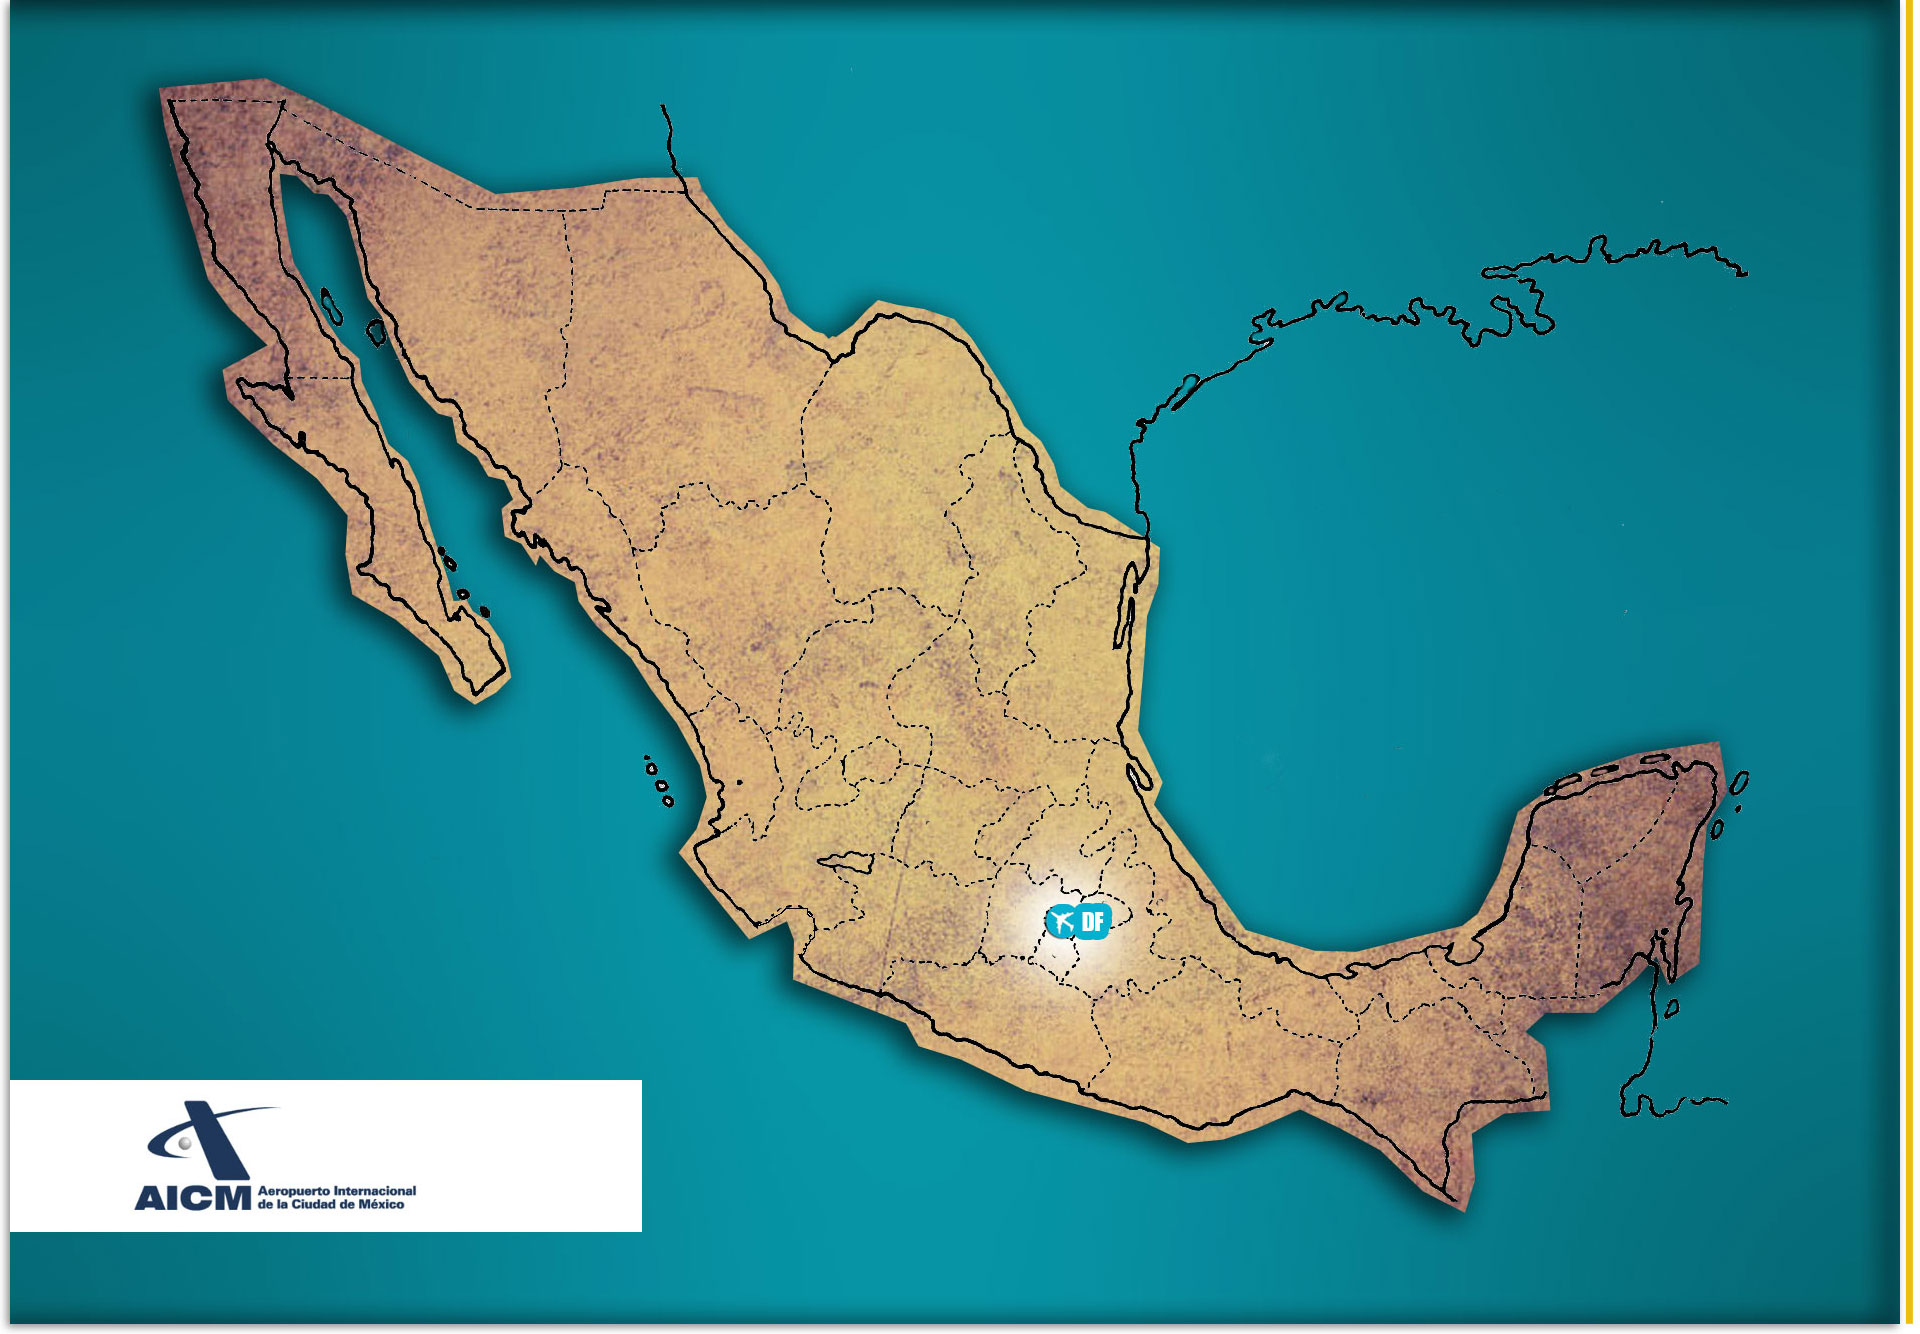 DF
AICM Aeropuerto Internacional
de la Ciudad de México